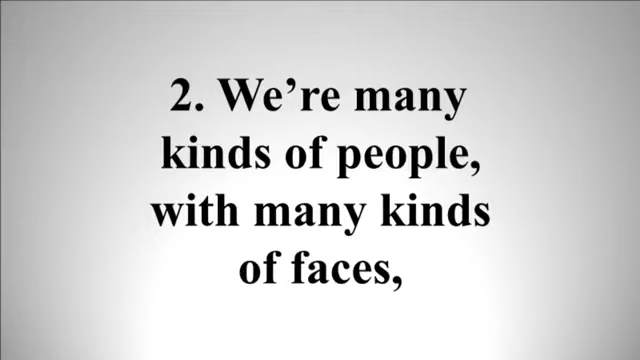 2. We’re many
kinds of people,
with many kinds
of faces,